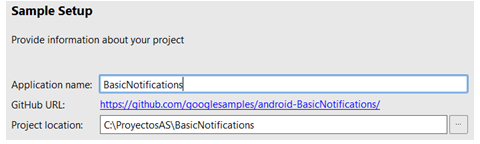 Sample Setup
Provide information about your project
Application name: BasicNotifications
GitHub URL: https://github.com/googlesamples/android-BasicNotifications/
Project location: C:\ProyectosAS\BasicNotifications ...